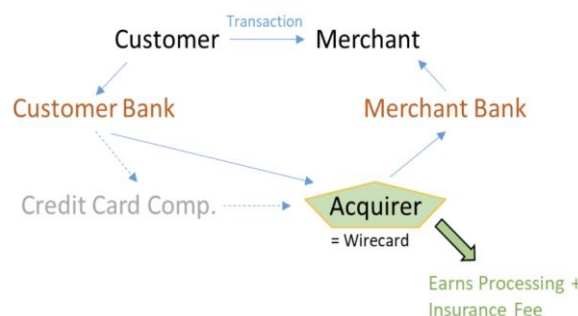 Transaction
Customer
Merchant
Customer Bank
Merchant Bank
Credit Card Comp.
Acquirer
= Wirecard
Earns Processing +
Insurance Fee